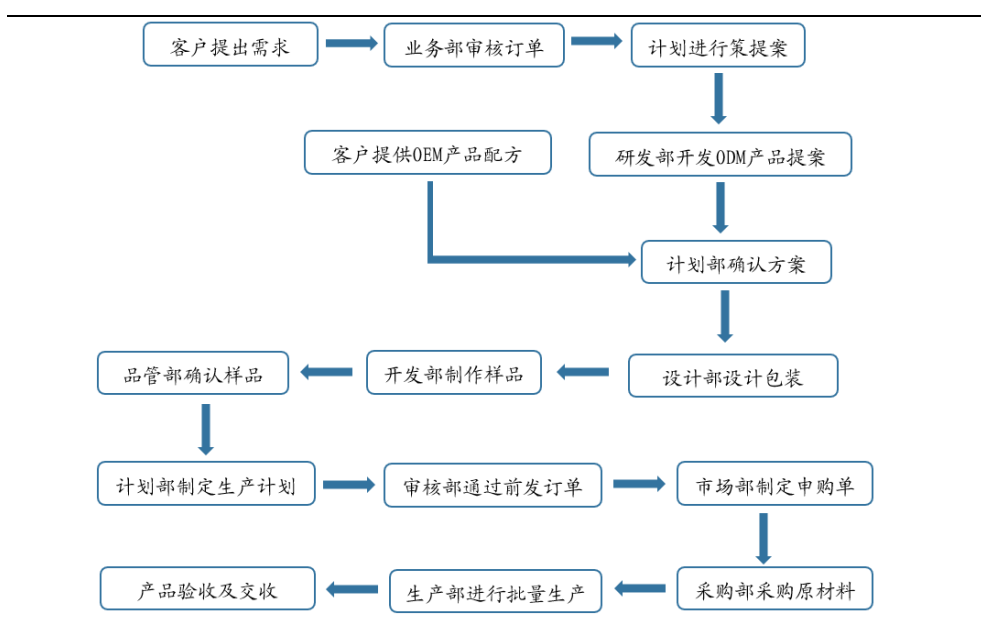 客户提出需求
业务部审核订单
计划进行策提案
客户提供OEM产品配方
研发部开发ODM产品提案
计划部确认方案
品管部确认样品
开发部制作样品
设计部设计包装
计划部制定生产计划
审核部通过前发订单
市场部制定申购单
产品验收及交收
生产部进行批量生产
采购部采购原材料